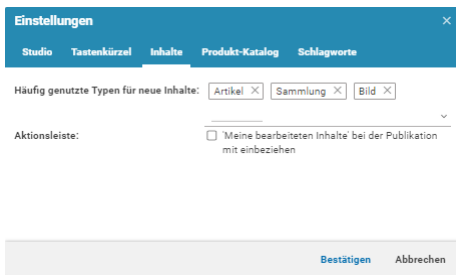 Einstellungen
Studio Tastenkürzel Inhalte Produkt-Katalog Schlagworte
Häufig genutzte Typen für neue Inhalte: Artikel Sammlung Bild
Aktionsleiste: 'Meine bearbeiteten Inhalte' bei der Publikation
mit einbeziehen
Bestätigen Abbrechen